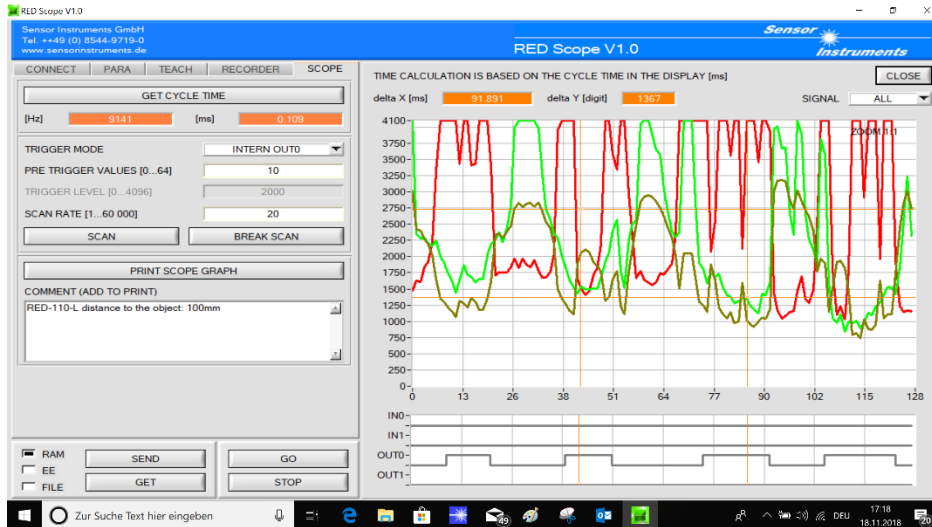 RED Scope V1.0
Sensor Instruments GmbH
Tel. ++49 (0) 8544-9719-0
www.sensorinstruments.de
RED Scope V1.0
Sensor Instruments
CONNECT PARA TEACH RECORDER SCOPE
GET CYCLE TIME
[Hz] 9141 [ms] 0.109
TRIGGER MODE INTERN OUT0
PRE TRIGGER VALUES [0...64] 10
TRIGGER LEVEL [0...4096] 2000
SCAN RATE [1...60 000] 20
SCAN BREAK SCAN
PRINT SCOPE GRAPH
COMMENT (ADD TO PRINT)
RED-110-L distance to the object: 100mm
RAM
EE
FILE
SEND GO
GET STOP
TIME CALCULATION IS BASED ON THE CYCLE TIME IN THE DISPLAY [ms]
CLOSE
delta X [ms] 91.891 delta Y [digit] 1367 SIGNAL ALL
ZOOM 1:1
4100
3750
3500
3250
3000
2750
2500
2250
2000
1750
1500
1250
1000
750
500
250
0
0 13 26 38 51 64 77 90 102 115 128
IN0
IN1
OUT0
OUT1
Zur Suche Text hier eingeben
49
DEU
17:18
18.11.2018
20